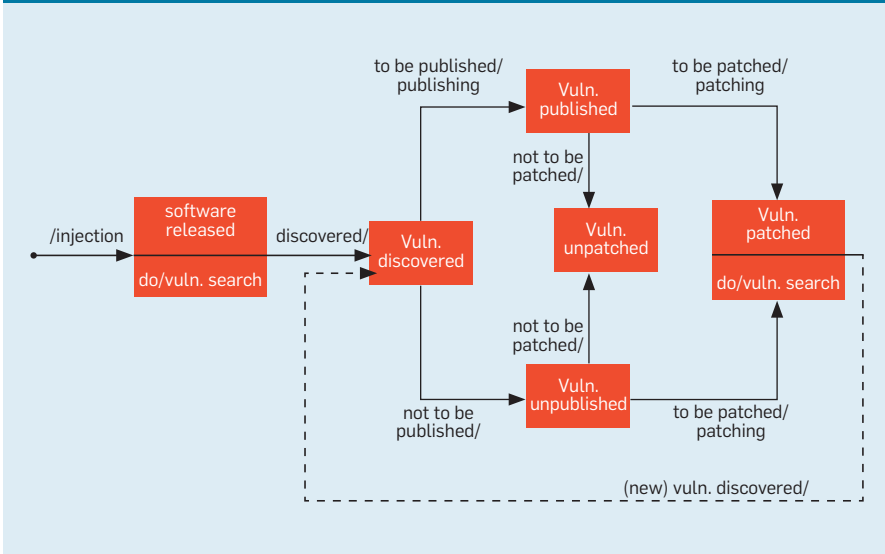 to be published/
publishing
Vuln.
published
to be patched/
patching
not to be
patched/
/injection
software
released
do/vuln. search
discovered/
Vuln.
discovered
Vuln.
unpatched
Vuln.
patched
do/vuln. search
not to be
patched/
not to be
published/
Vuln.
unpublished
to be patched/
patching
(new) vuln. discovered/